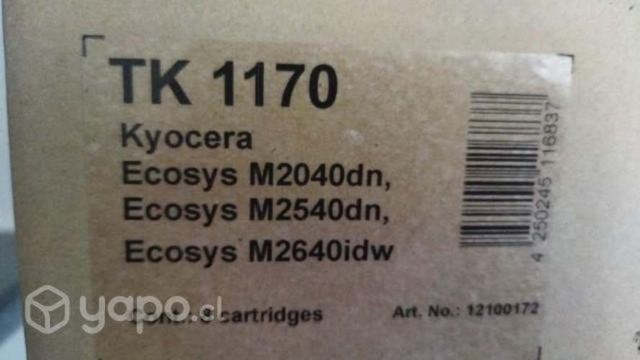 TK 1170
Kyocera
Ecosys M2040dn,
Ecosys M2540dn,
Ecosys M2640idw
4 250245 116837
cartridges
Art. No.: 12100172
yapo.cl